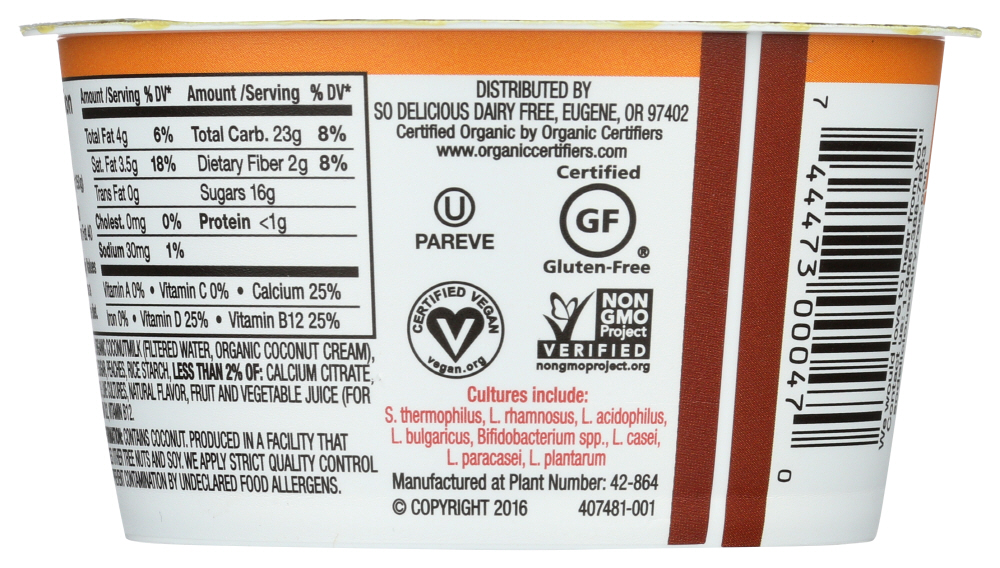 Amount /Serving % DV* Amount /Serving % DV*
Total Fat 4g 6% Total Carb. 23g 8%
Sat. Fat 3.5g 18% Dietary Fiber 2g 8%
Trans Fat 0g Sugars 16g
Cholest. 0mg 0% Protein <1g
Sodium 30mg 1%
Vitamin A 0% • Vitamin C 0% • Calcium 25%
Iron 0% • Vitamin D 25% • Vitamin B12 25%
COCONUTMILK (FILTERED WATER, ORGANIC COCONUT CREAM),
PEACHES, RICE STARCH, LESS THAN 2% OF: CALCIUM CITRATE,
CULTURES, NATURAL FLAVOR, FRUIT AND VEGETABLE JUICE (FOR
VITAMIN B12.
CONTAINS COCONUT. PRODUCED IN A FACILITY THAT
TREE NUTS AND SOY. WE APPLY STRICT QUALITY CONTROL
CONTAMINATION BY UNDECLARED FOOD ALLERGENS.
DISTRIBUTED BY
SO DELICIOUS DAIRY FREE, EUGENE, OR 97402
Certified Organic by Organic Certifiers
www.organiccertifiers.com
U
PAREVE
Certified
GF
®
Gluten-Free
CERTIFIED VEGAN
V
vegan.org
NON
GMO
Project
VERIFIED
nongmoproject.org
Cultures include:
S. thermophilus, L. rhamnosus, L. acidophilus,
L. bulgaricus, Bifidobacterium spp., L. casei,
L. paracasei, L. plantarum
Manufactured at Plant Number: 42-864
© COPYRIGHT 2016 407481-001
7 44473 00047 0